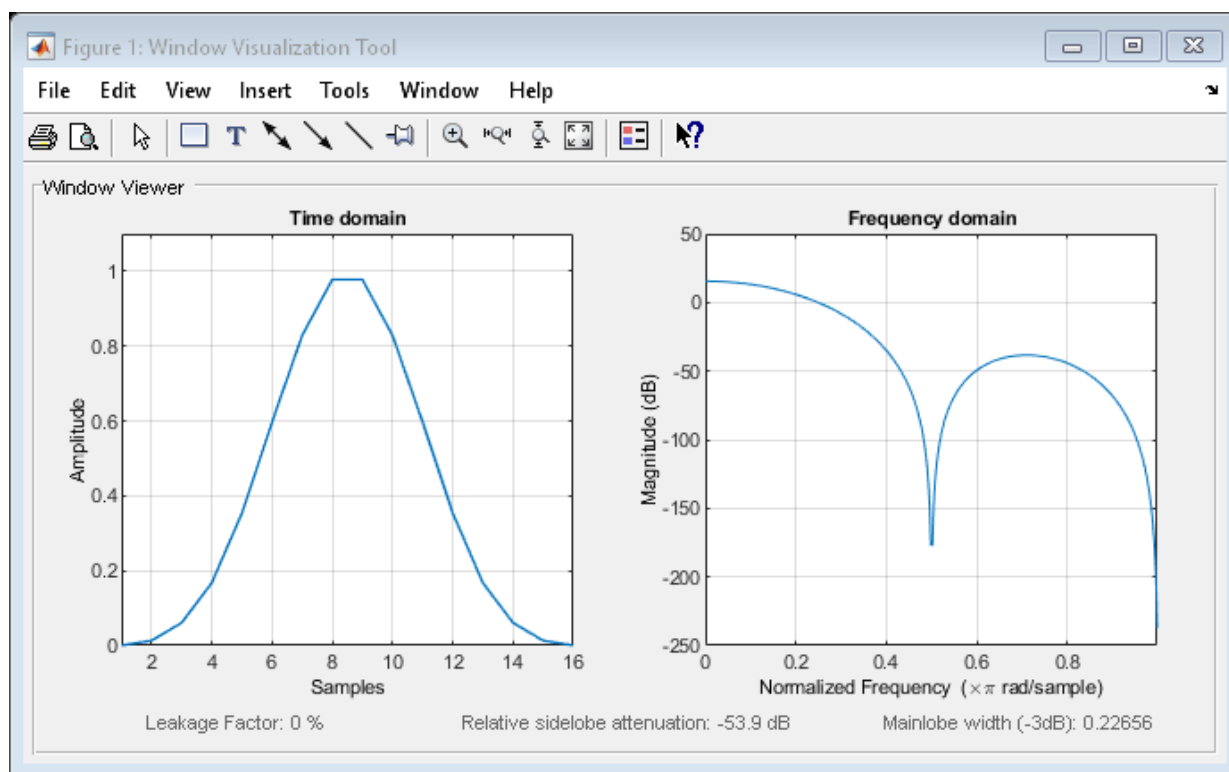 Figure 1: Window Visualization Tool
File Edit View Insert Tools Window Help
T
?
Window Viewer
Time domain
Amplitude
1
0.8
0.6
0.4
0.2
0
2 4 6 8 10 12 14 16
Samples
Frequency domain
Magnitude (dB)
50
0
-50
-100
-150
-200
-250
0 0.2 0.4 0.6 0.8
Normalized Frequency (×π rad/sample)
Leakage Factor: 0 % Relative sidelobe attenuation: -53.9 dB Mainlobe width (-3dB): 0.22656